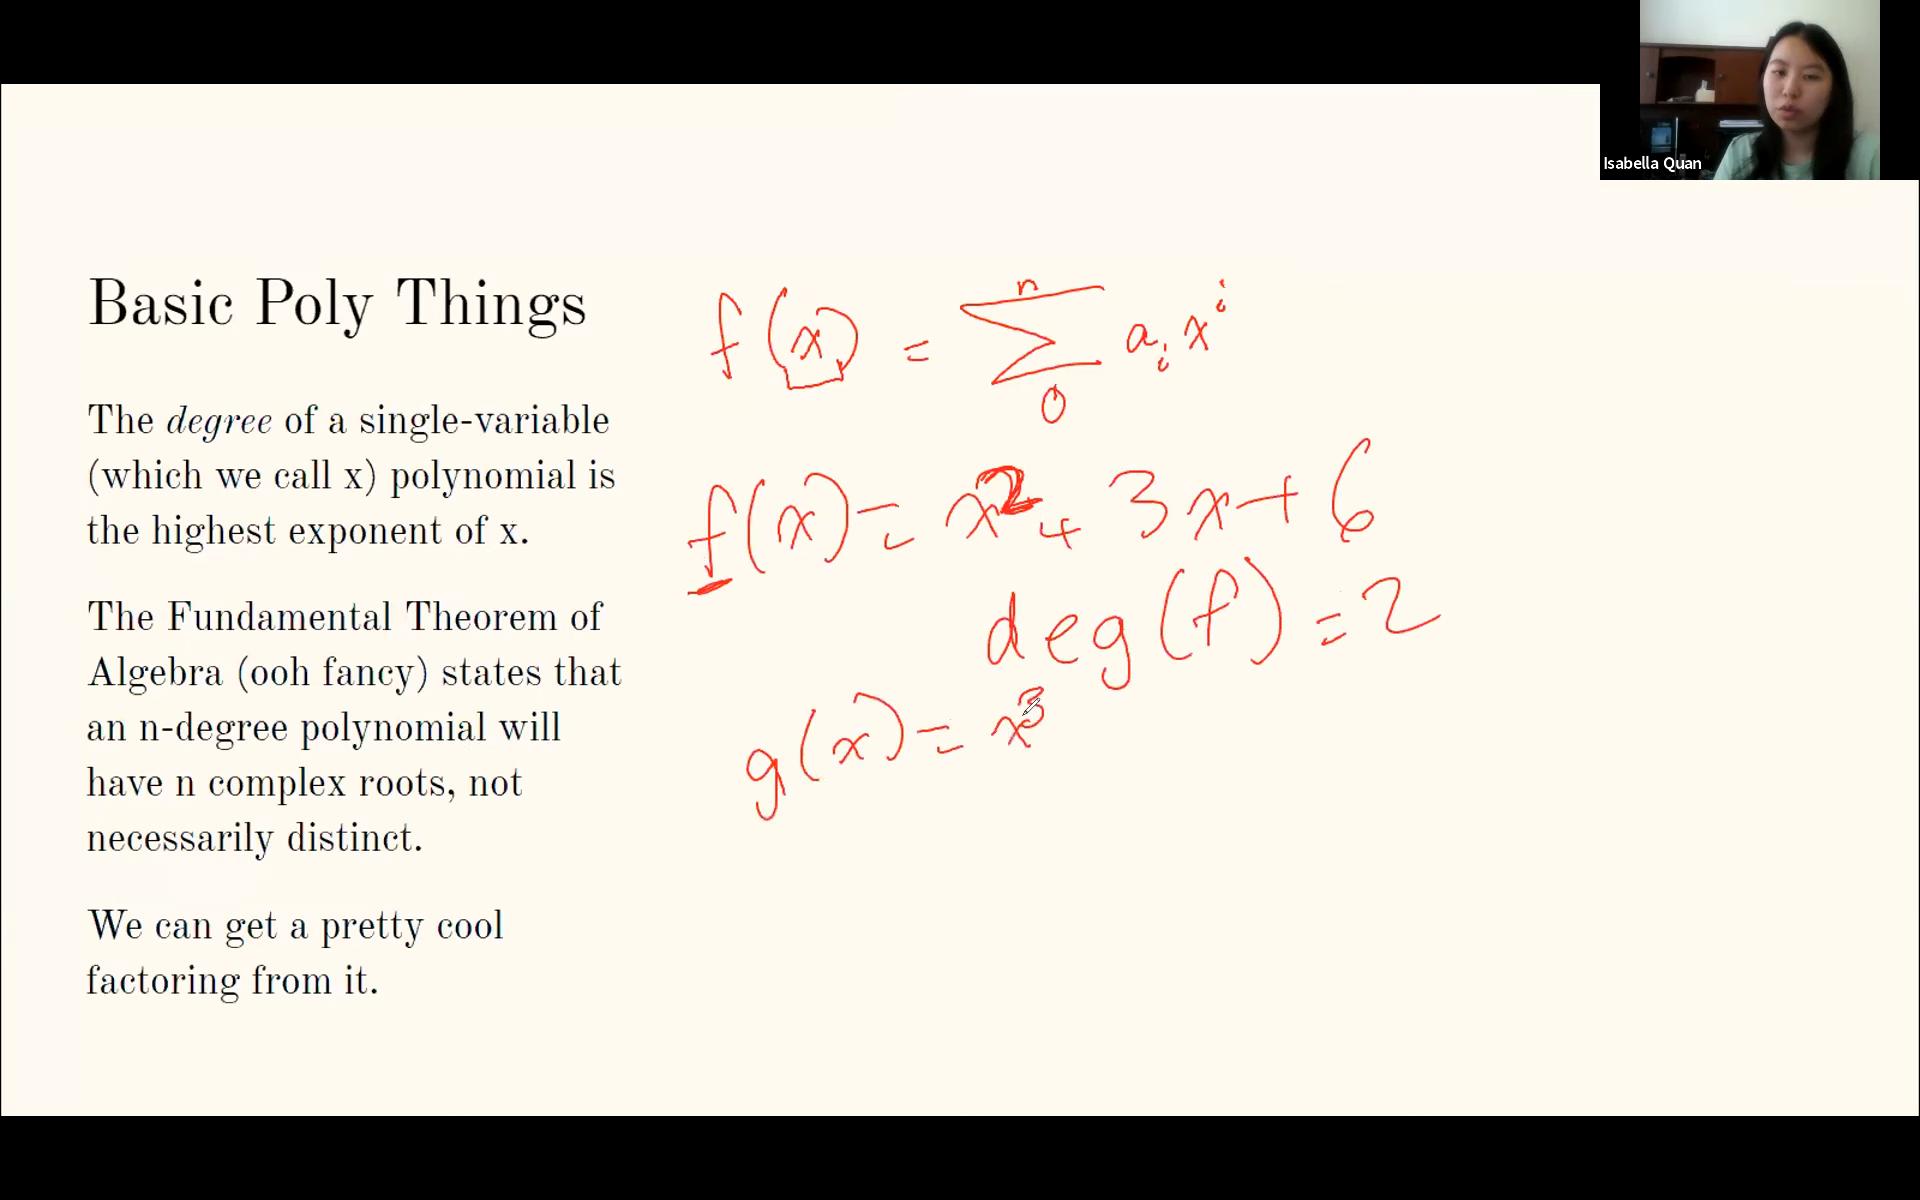 Isabella Quan
Basic Poly Things
The degree of a single-variable
(which we call x) polynomial is
the highest exponent of x.
The Fundamental Theorem of
Algebra (ooh fancy) states that
an n-degree polynomial will
have n complex roots, not
necessarily distinct.
We can get a pretty cool
factoring from it.
f(x) = ∑ₙ₀ aᵢxⁱ
f(x) = x² + 3x + 6
deg(f) = 2
g(x) = x³